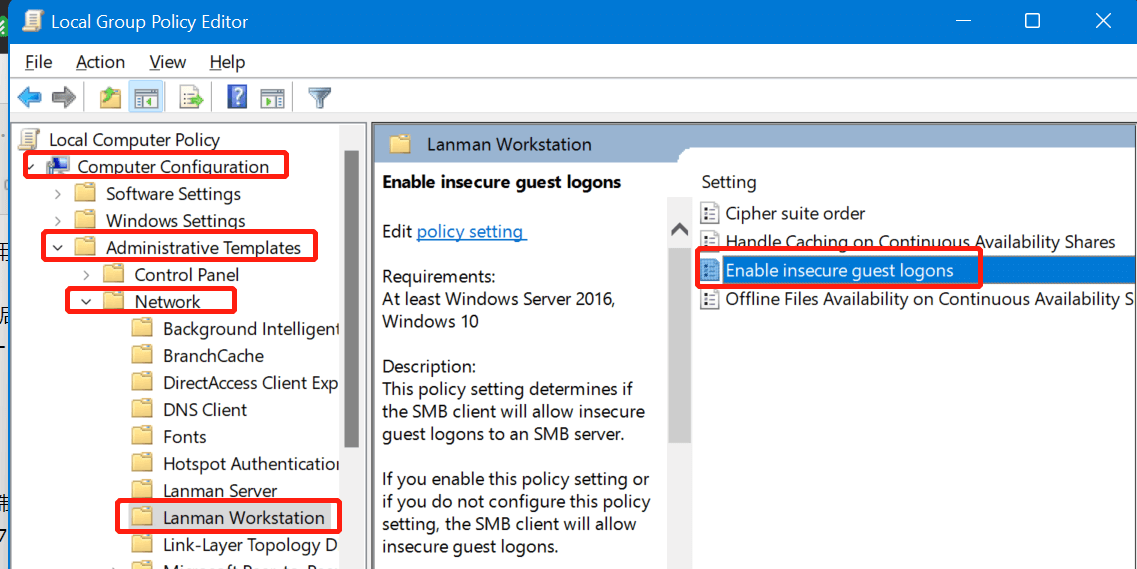 Local Group Policy Editor
File Action View Help
Local Computer Policy
Computer Configuration
Software Settings
Windows Settings
Administrative Templates
Control Panel
Network
Background Intelligent
BranchCache
DirectAccess Client Exp
DNS Client
Fonts
Hotspot Authentication
Lanman Server
Lanman Workstation
Link-Layer Topology D
Lanman Workstation
Enable insecure guest logons
Edit policy setting
Requirements:
At least Windows Server 2016,
Windows 10
Description:
This policy setting determines if
the SMB client will allow insecure
guest logons to an SMB server.
If you enable this policy setting or
if you do not configure this policy
setting, the SMB client will allow
insecure guest logons.
Setting
Cipher suite order
Handle Caching on Continuous Availability Shares
Enable insecure guest logons
Offline Files Availability on Continuous Availability S